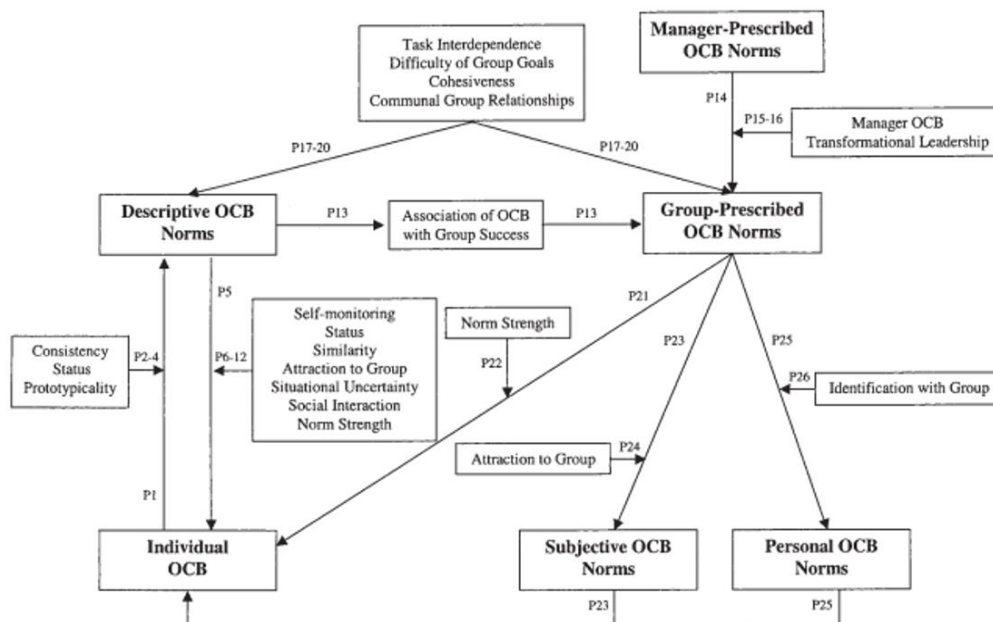 Task Interdependence
Difficulty of Group Goals
Cohesiveness
Communal Group Relationships
Manager-Prescribed
OCB Norms
P14
P15-16
Manager OCB
Transformational Leadership
P17-20
P17-20
Descriptive OCB
Norms
P13
Association of OCB
with Group Success
P13
Group-Prescribed
OCB Norms
P5
P21
P23
P25
Consistency
Status
Prototypicality
P2-4
P6-12
Self-monitoring
Status
Similarity
Attraction to Group
Situational Uncertainty
Social Interaction
Norm Strength
Norm Strength
P22
P26
Identification with Group
Attraction to Group
P24
P1
Individual
OCB
Subjective OCB
Norms
Personal OCB
Norms
P23
P25